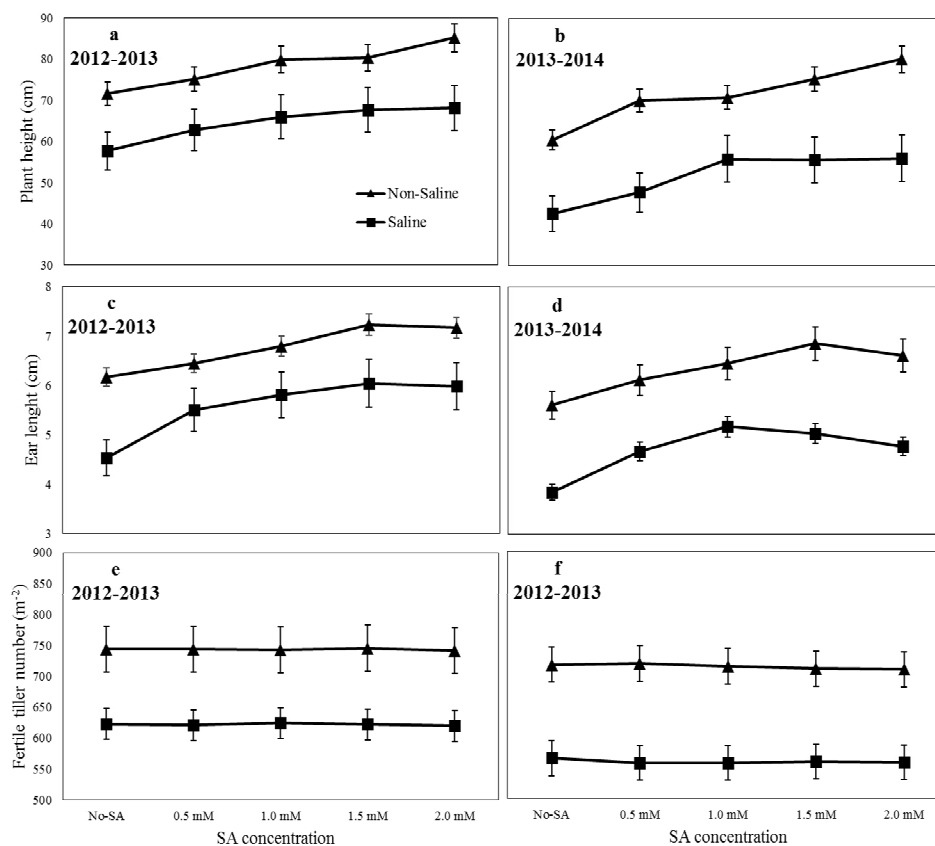 a
2012-2013
Plant height (cm)
90
80
70
60
50
40
30
Non-Saline
Saline
b
2013-2014
c
2012-2013
Ear lenght (cm)
8
7
6
5
4
3
d
2013-2014
e
2012-2013
Fertile tiller number (m-2)
900
850
800
750
700
650
600
550
500
No-SA 0.5 mM 1.0 mM 1.5 mM 2.0 mM
SA concentration
f
2012-2013
No-SA 0.5 mM 1.0 mM 1.5 mM 2.0 mM
SA concentration